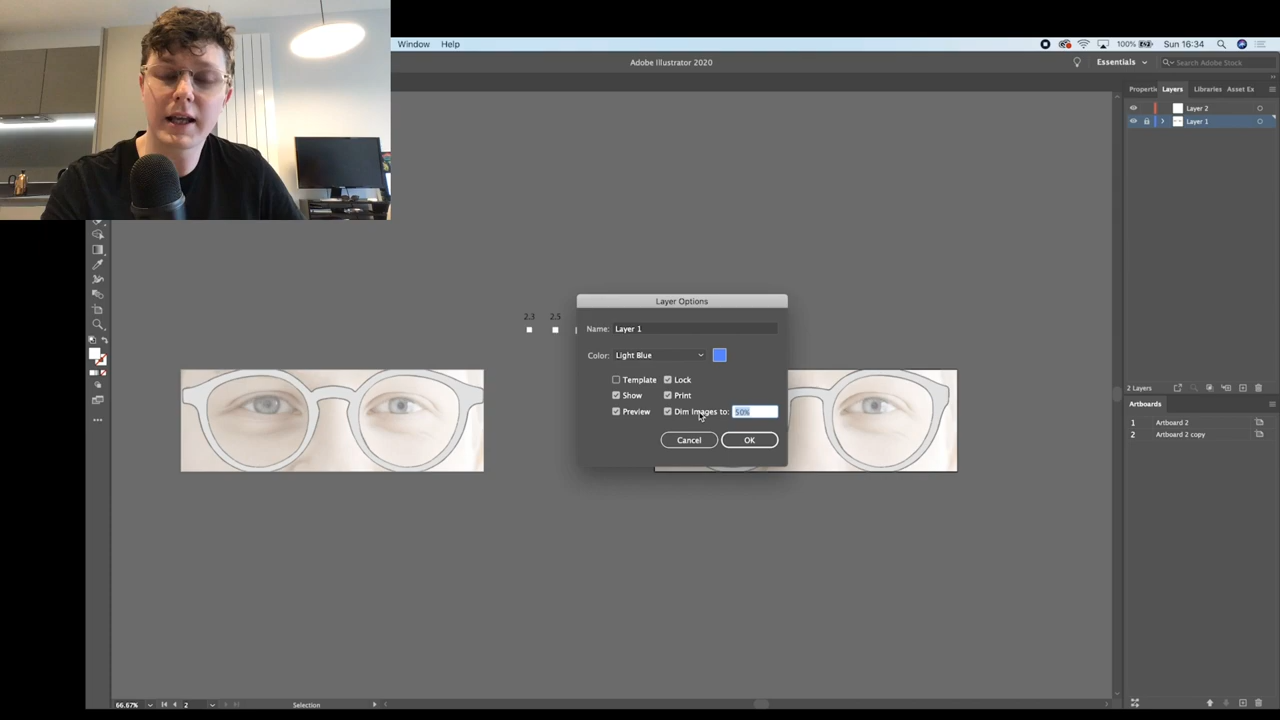 Window Help
100%
Sun 16:34
Adobe Illustrator 2020
Essentials
Search Adobe Stock
Properti Layers Libraries Asset Ex
Layer 2
Layer 1
2.3 2.5
Layer Options
Name: Layer 1
Color: Light Blue
Template Lock
Show Print
Preview Dim Images to: 50%
Cancel OK
2 Layers
Artboards
1 Artboard 2
2 Artboard 2 copy
66.67% 2 Selection